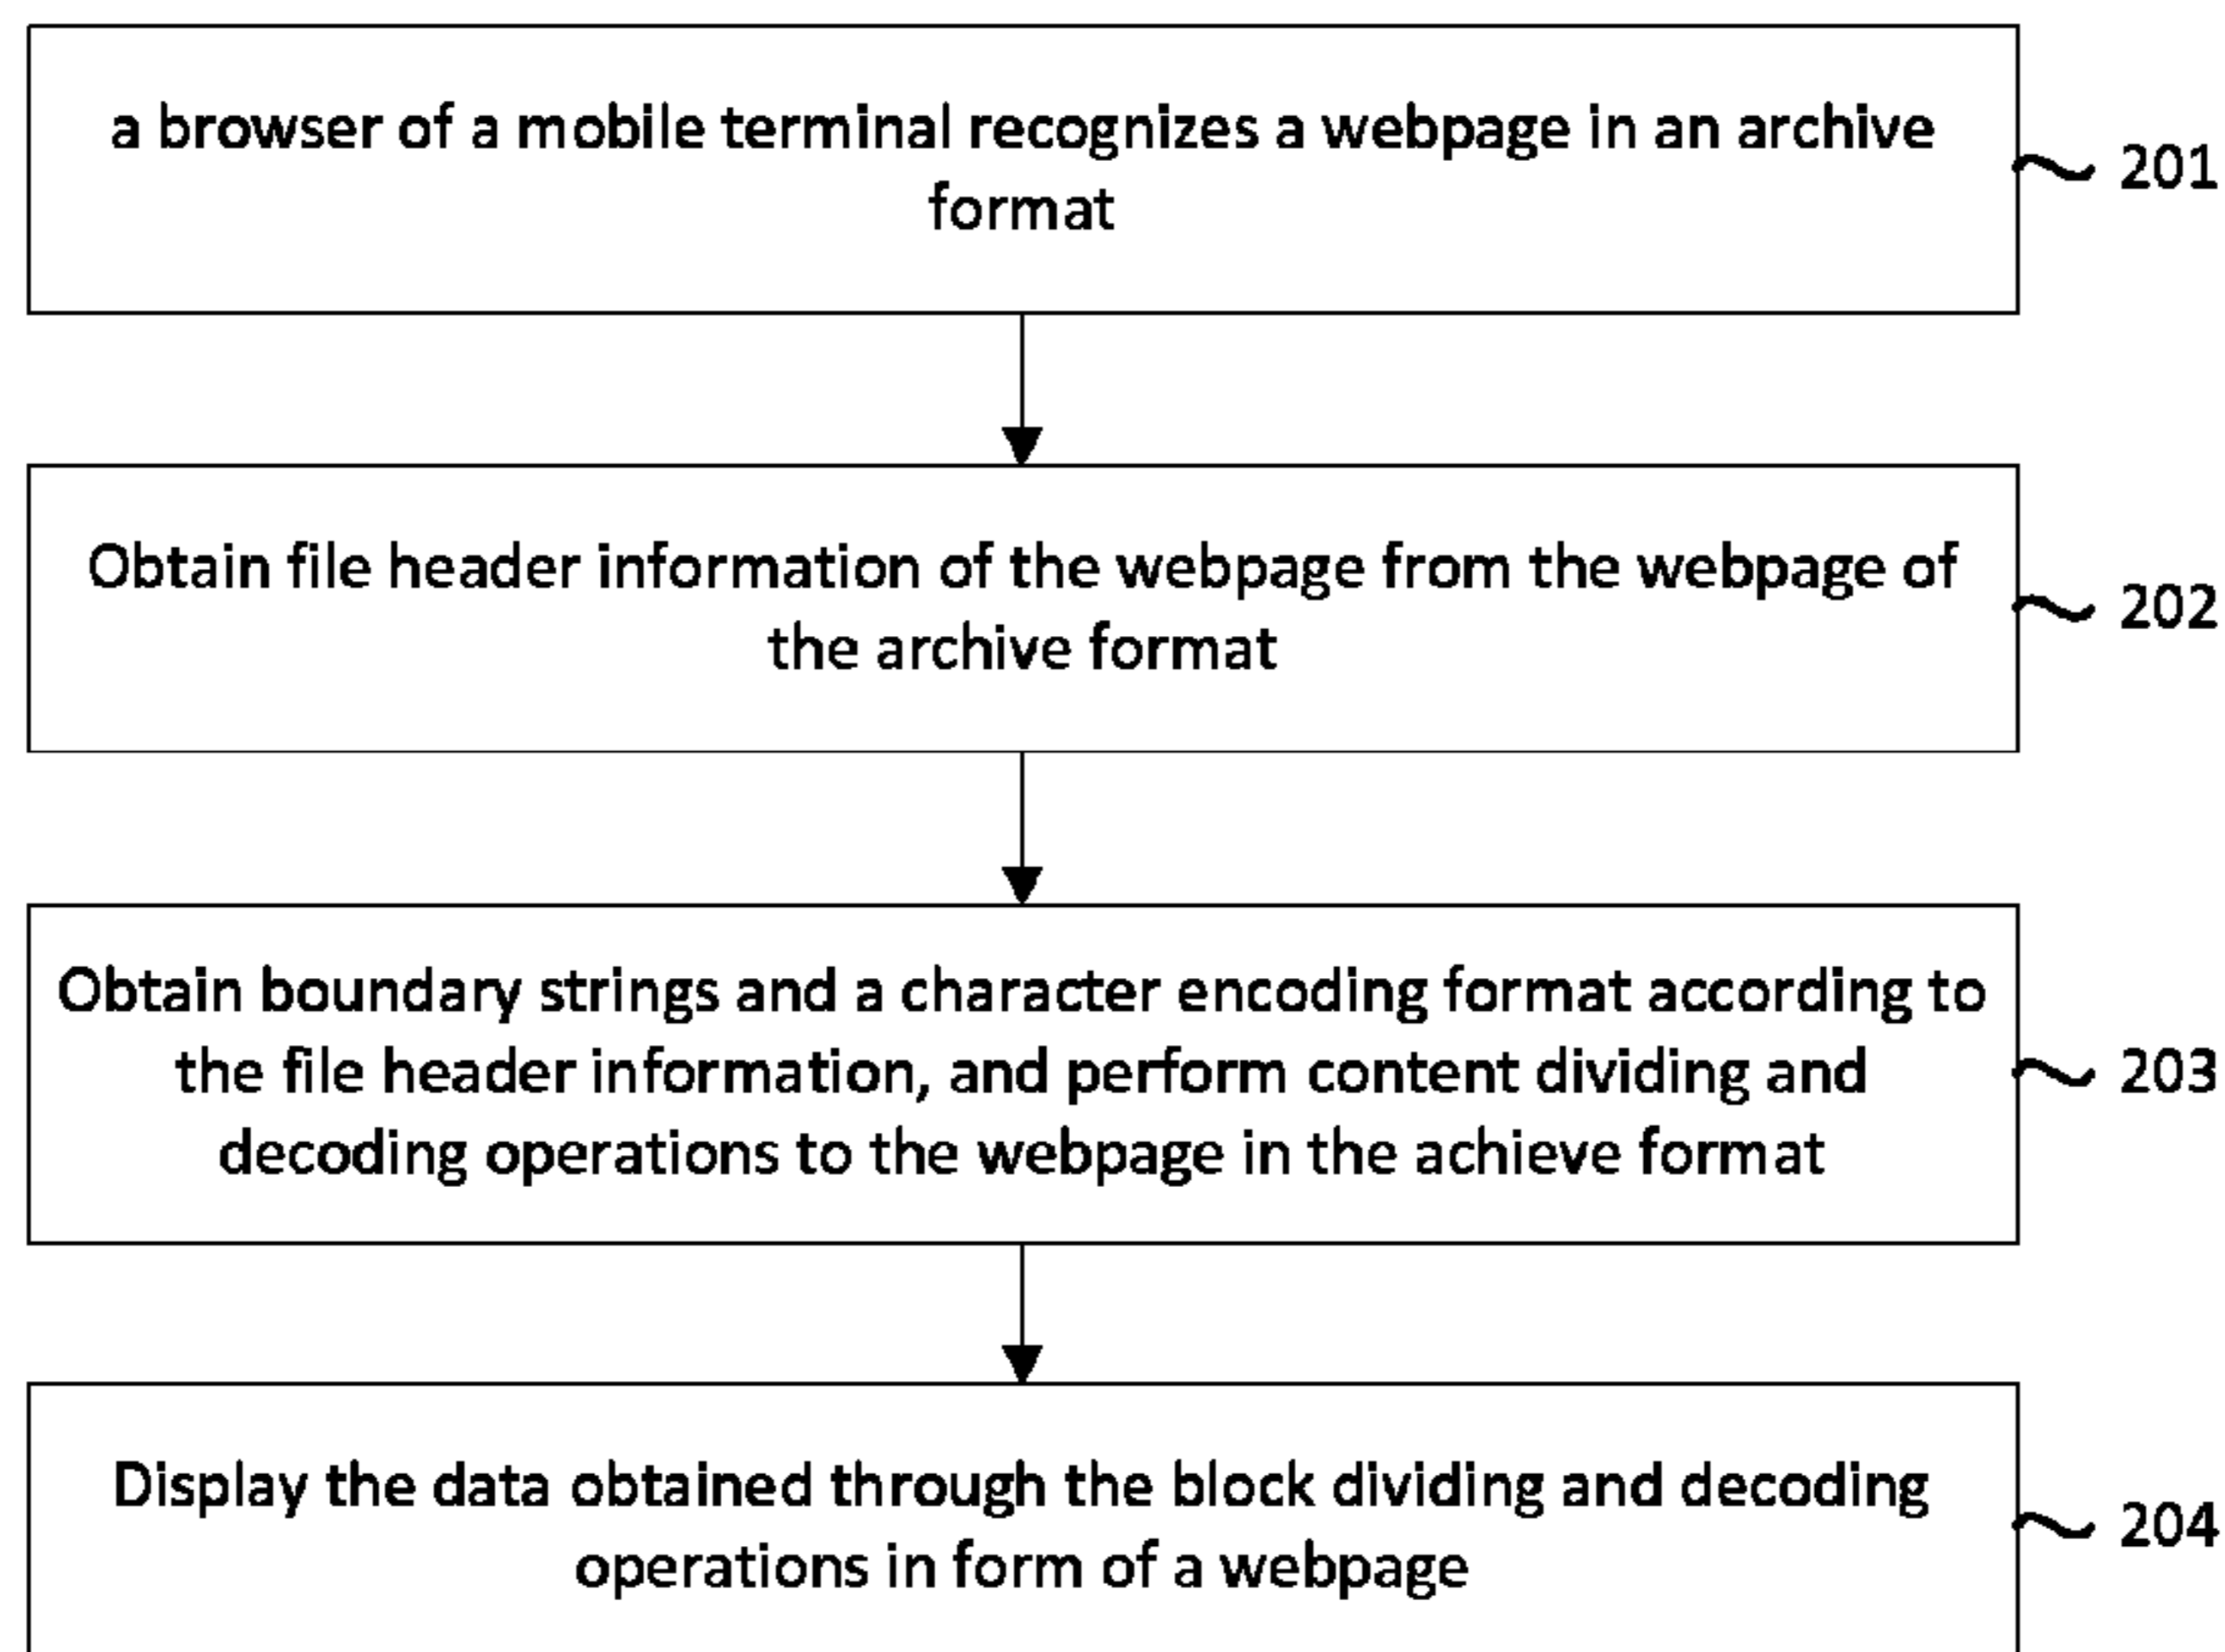 a browser of a mobile terminal recognizes a webpage in an archive
format
201
Obtain file header information of the webpage from the webpage of
the archive format
202
Obtain boundary strings and a character encoding format according to
the file header information, and perform content dividing and
decoding operations to the webpage in the achieve format
203
Display the data obtained through the block dividing and decoding
operations in form of a webpage
204